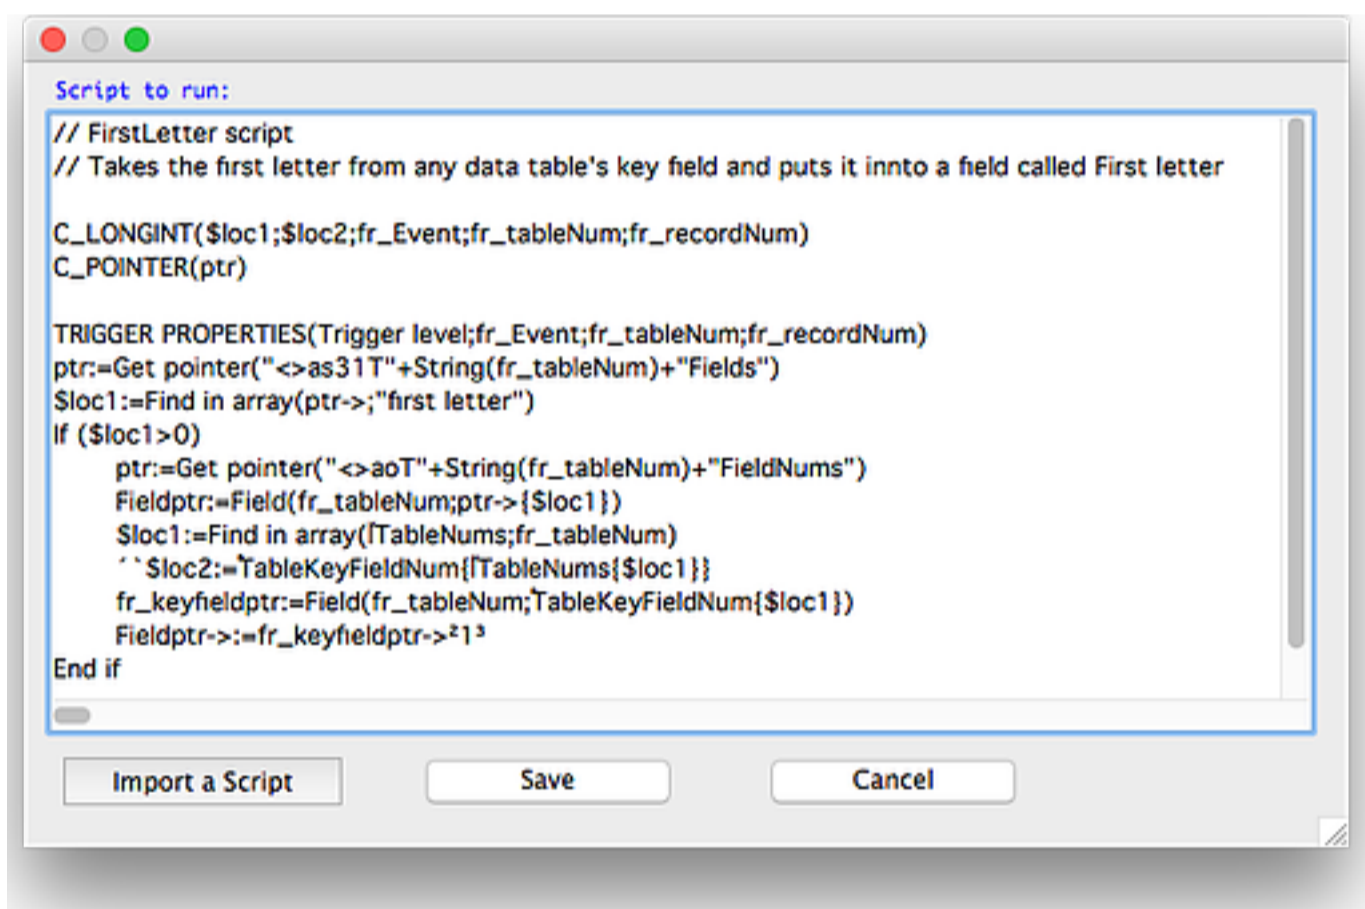 Script to run:
// FirstLetter script
// Takes the first letter from any data table's key field and puts it innto a field called First letter
C_LONGINT($loc1;$loc2;fr_Event;fr_tableNum;fr_recordNum)
C_POINTER(ptr)
TRIGGER PROPERTIES(Trigger level;fr_Event;fr_tableNum;fr_recordNum)
ptr:=Get pointer("<>as31T"+String(fr_tableNum)+"Fields")
$loc1:=Find in array(ptr->;"first letter")
If ($loc1>0)
ptr:=Get pointer("<>aoT"+String(fr_tableNum)+"FieldNums")
Fieldptr:=Field(fr_tableNum;ptr->{$loc1})
$loc1:=Find in array(ÎTableNums;fr_tableNum)
´``$loc2:=ˇTableKeyFieldNum{ÎTableNums{$loc1}}
fr_keyfieldptr:=Field(fr_tableNum;ˇTableKeyFieldNum{$loc1})
Fieldptr->:=fr_keyfieldptr->²1³
End if
Import a Script
Save
Cancel